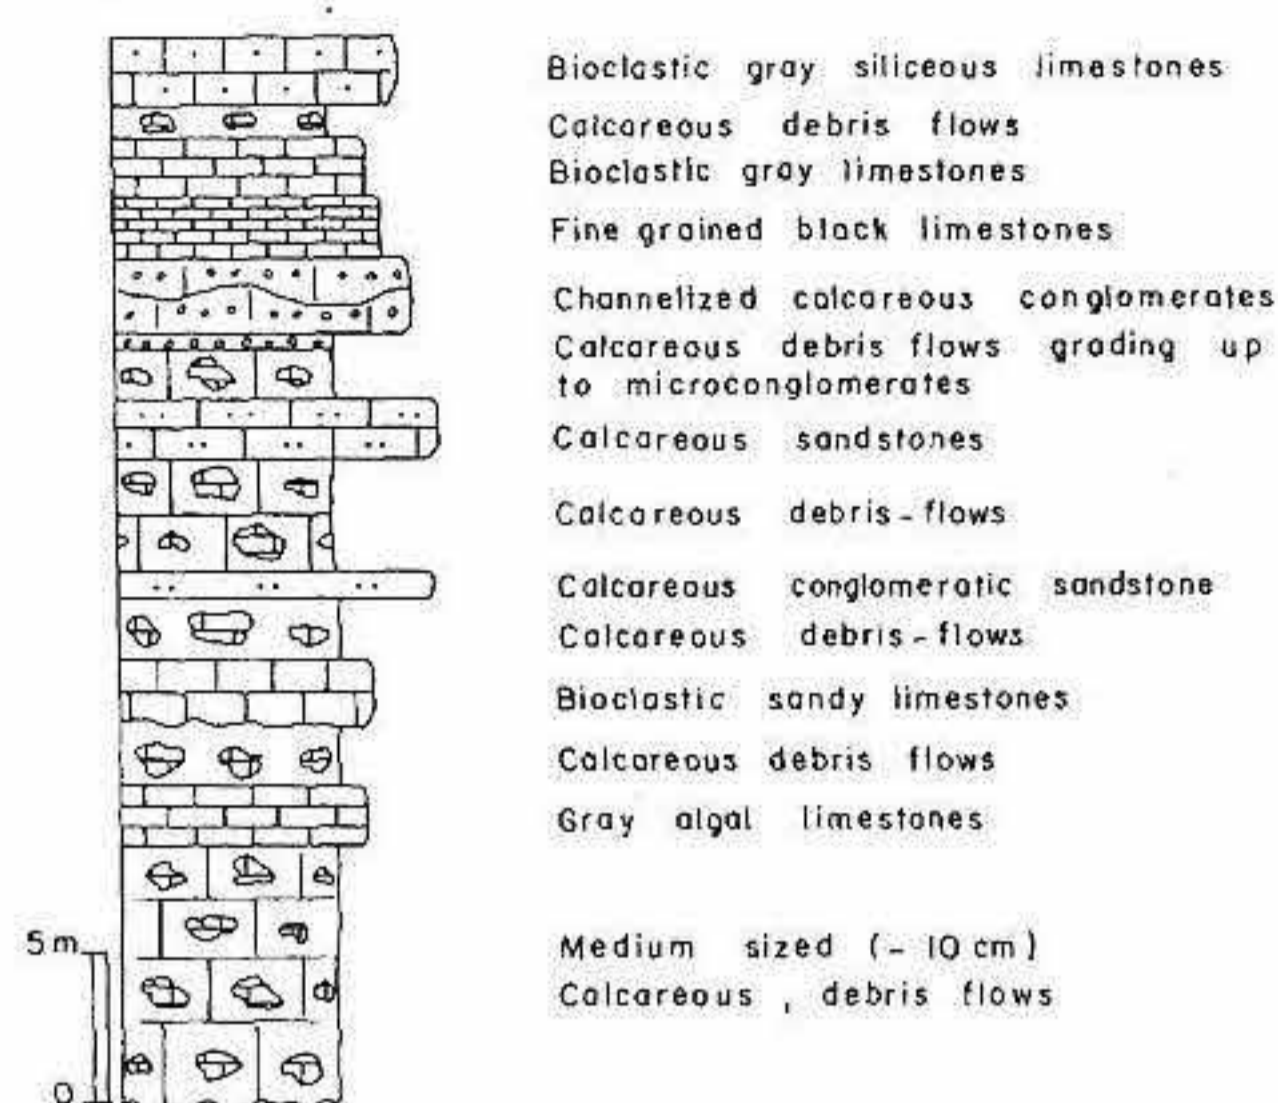 Bioclastic gray siliceous limestones
Calcareous debris flows
Bioclastic gray limestones
Fine grained black limestones
Channelized calcareous conglomerates
Calcareous debris flows grading up
to microconglomerates
Calcareous sandstones
Calcareous debris-flows
Calcareous conglomeratic sandstone
Calcareous debris-flows
Bioclastic sandy limestones
Calcareous debris flows
Gray algal limestones
5m
Medium sized (- 10 cm)
Calcareous , debris flows
0